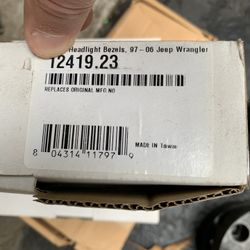 Headlight Bezels, 97-06 Jeep Wrangler
12419.23
REPLACES ORIGINAL MFG NO
MADE IN Taiwan
8 04314 11797 9